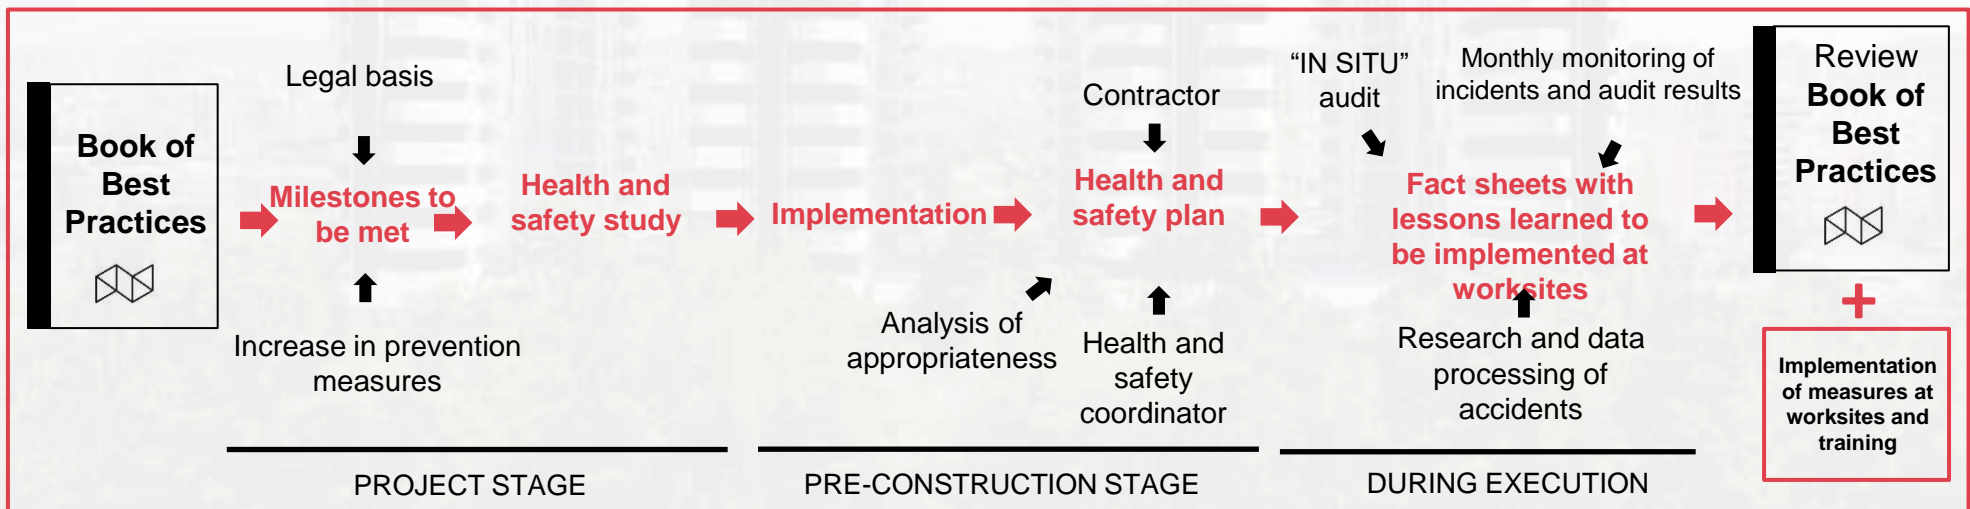 Book of
Best
Practices
Legal basis
Milestones to
be met
Increase in prevention
measures
Health and
safety study
PROJECT STAGE
Implementation
Contractor
Health and
safety plan
Analysis of
appropriateness
Health and
safety
coordinator
PRE-CONSTRUCTION STAGE
“IN SITU”
audit
Monthly monitoring of
incidents and audit results
Fact sheets with
lessons learned to
be implemented at
worksites
Research and data
processing of
accidents
DURING EXECUTION
Review
Book of
Best
Practices
+
Implementation
of measures at
worksites and
training